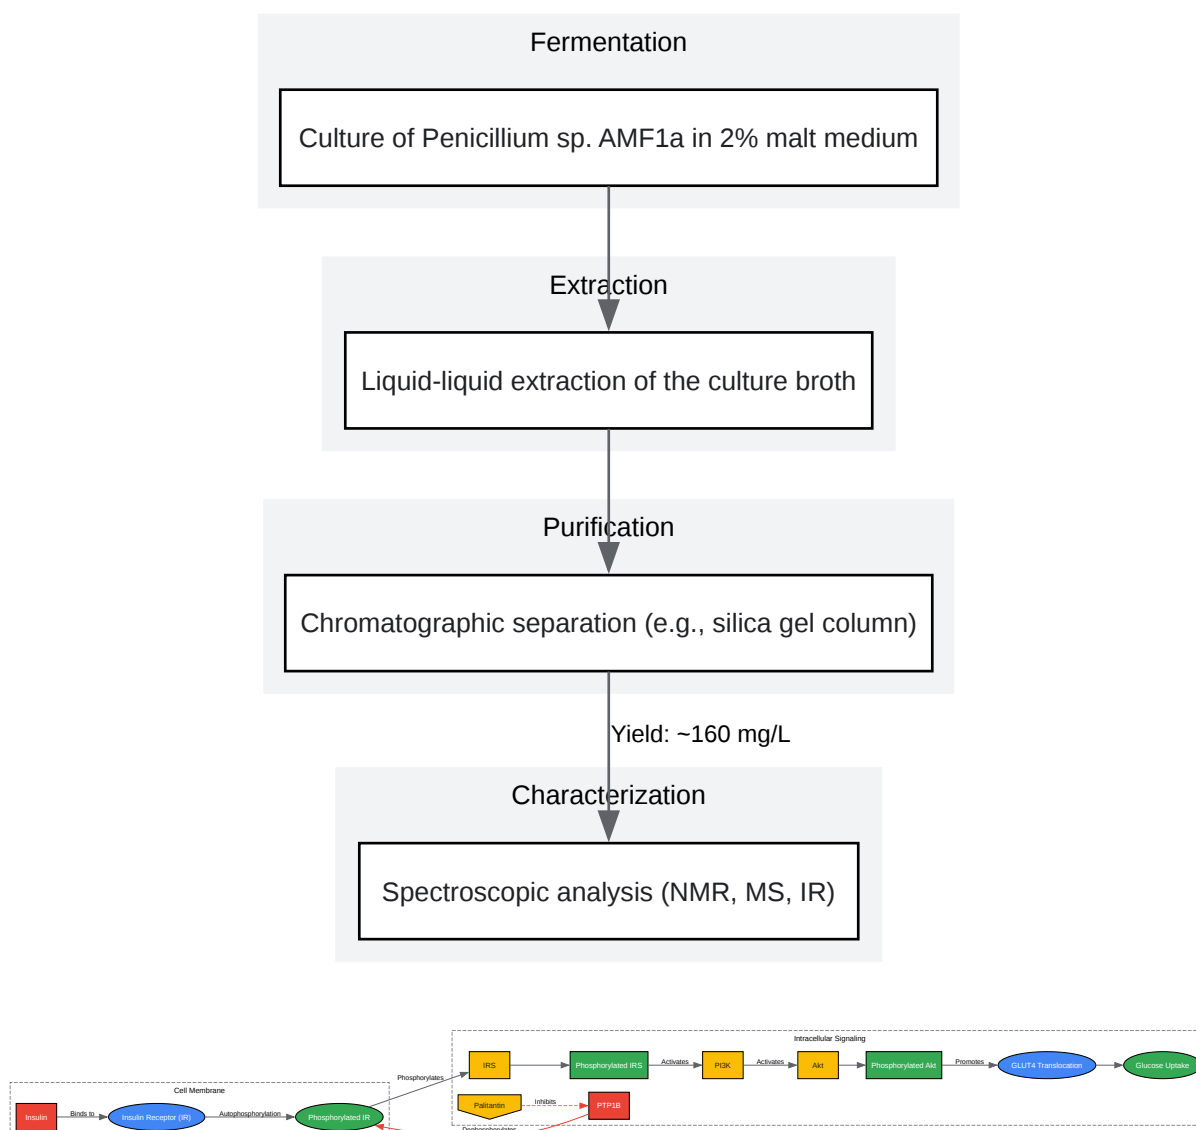 Fermentation
Culture of Penicillium sp. AMF1a in 2% malt medium
Extraction
Liquid-liquid extraction of the culture broth
Purification
Chromatographic separation (e.g., silica gel column)
Yield: ~160 mg/L
Characterization
Spectroscopic analysis (NMR, MS, IR)
Intracellular Signaling
IRS
Phosphorylated IRS
Activates
PI3K
Activates
Akt
Phosphorylated Akt
Promotes
GLUT4 Translocation
Glucose Uptake
Phosphorylates
Cell Membrane
Insulin
Binds to
Insulin Receptor (IR)
Autophosphorylation
Phosphorylated IR
Palitantin
Inhibits
PTP1B
Dephosphorylates